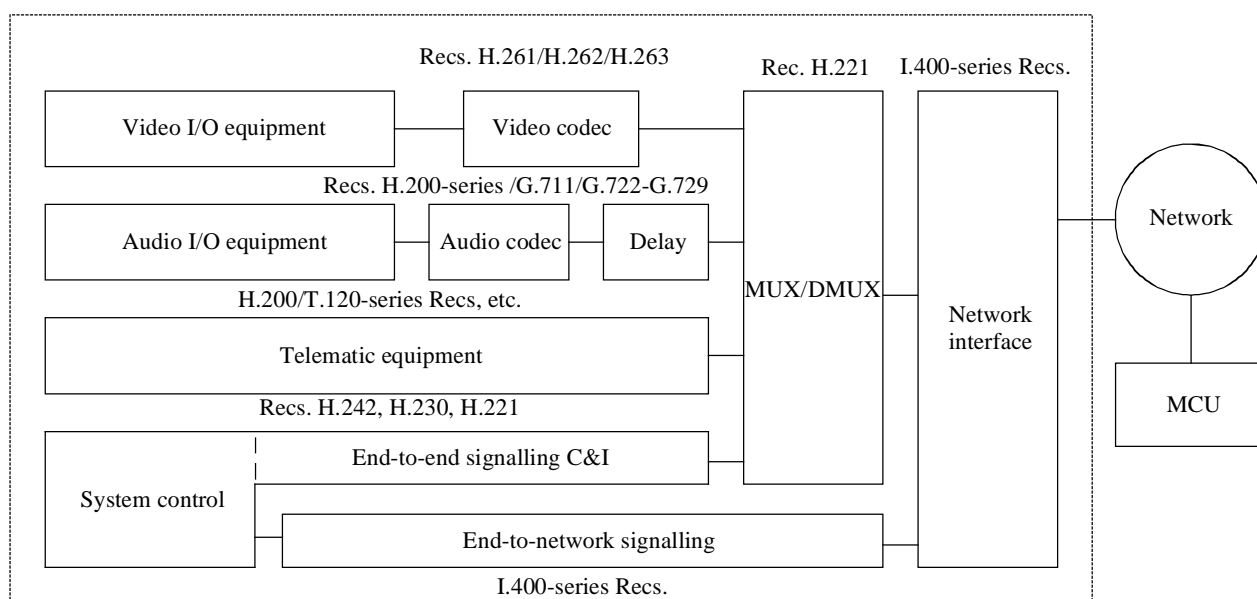 Recs. H.261/H.262/H.263
Rec. H.221
I.400-series Recs.
Video I/O equipment
Video codec
Recs. H.200-series /G.711/G.722-G.729
Audio I/O equipment
Audio codec
Delay
Network
H.200/T.120-series Recs, etc.
MUX/DMUX
Network
interface
Telematic equipment
Recs. H.242, H.230, H.221
MCU
End-to-end signalling C&I
System control
End-to-network signalling
I.400-series Recs.